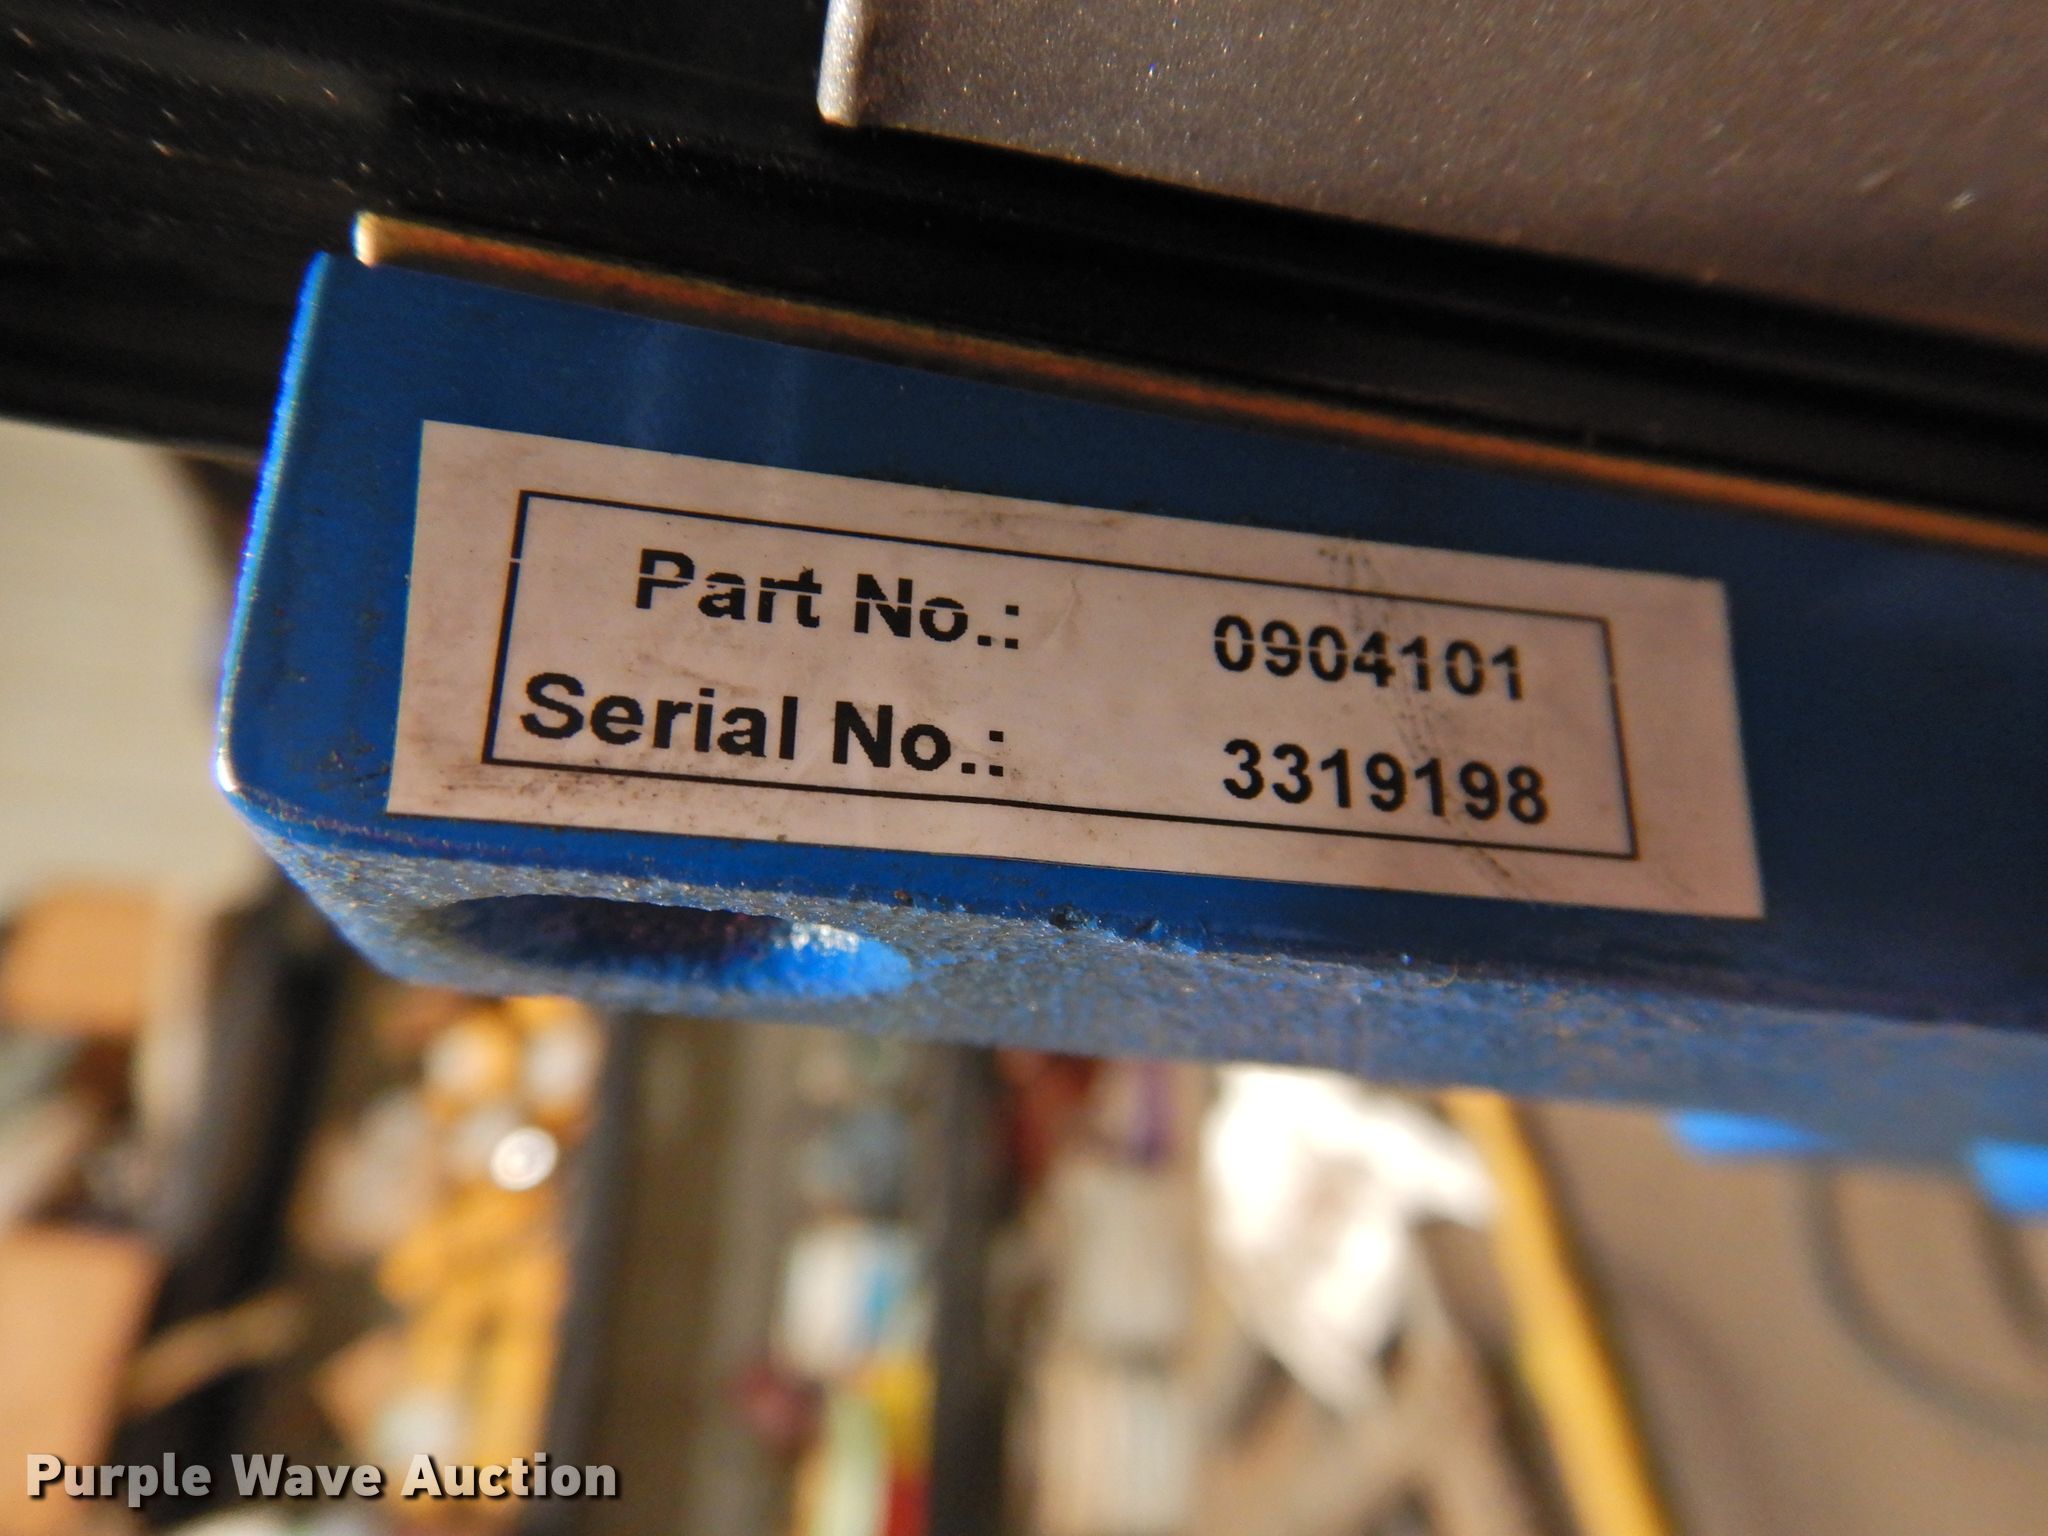 Part No.: 0904101
Serial No.: 3319198
Purple Wave Auction